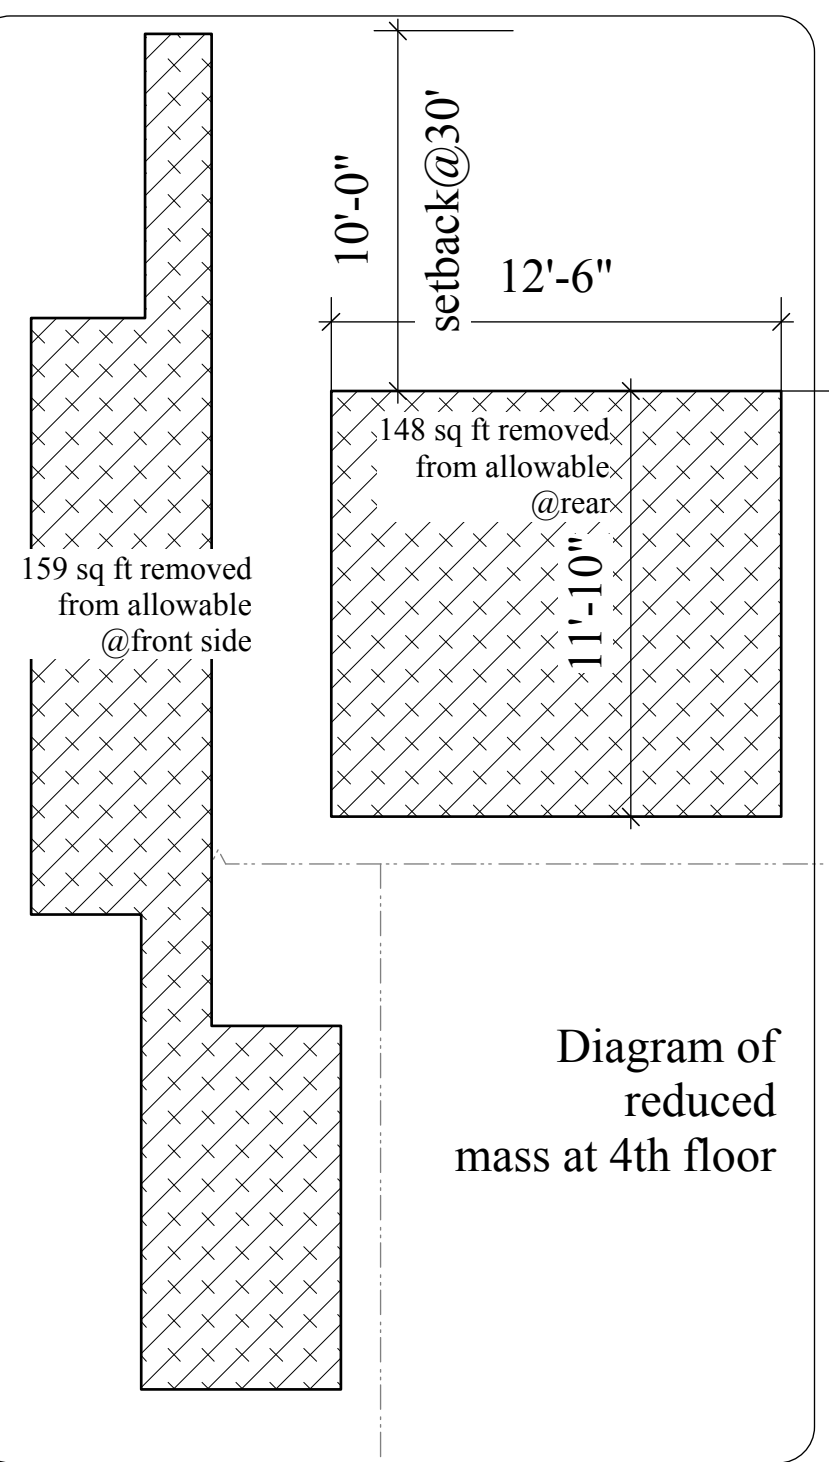 10'-0"
setback@30'
12'-6"
148 sq ft removed
from allowable
@rear
11'-10"
159 sq ft removed
from allowable
@front side
Diagram of
reduced
mass at 4th floor